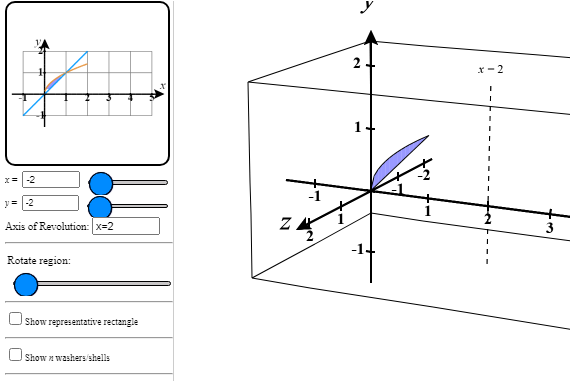 y
2
1
-1 1 2 3 4 5 x
-1
x = -2
y = -2
Axis of Revolution: x=2
Rotate region:
Show representative rectangle
Show n washers/shells
y
2
x = 2
1
-2
-1
-1
1
1
2
3
z
2
-1